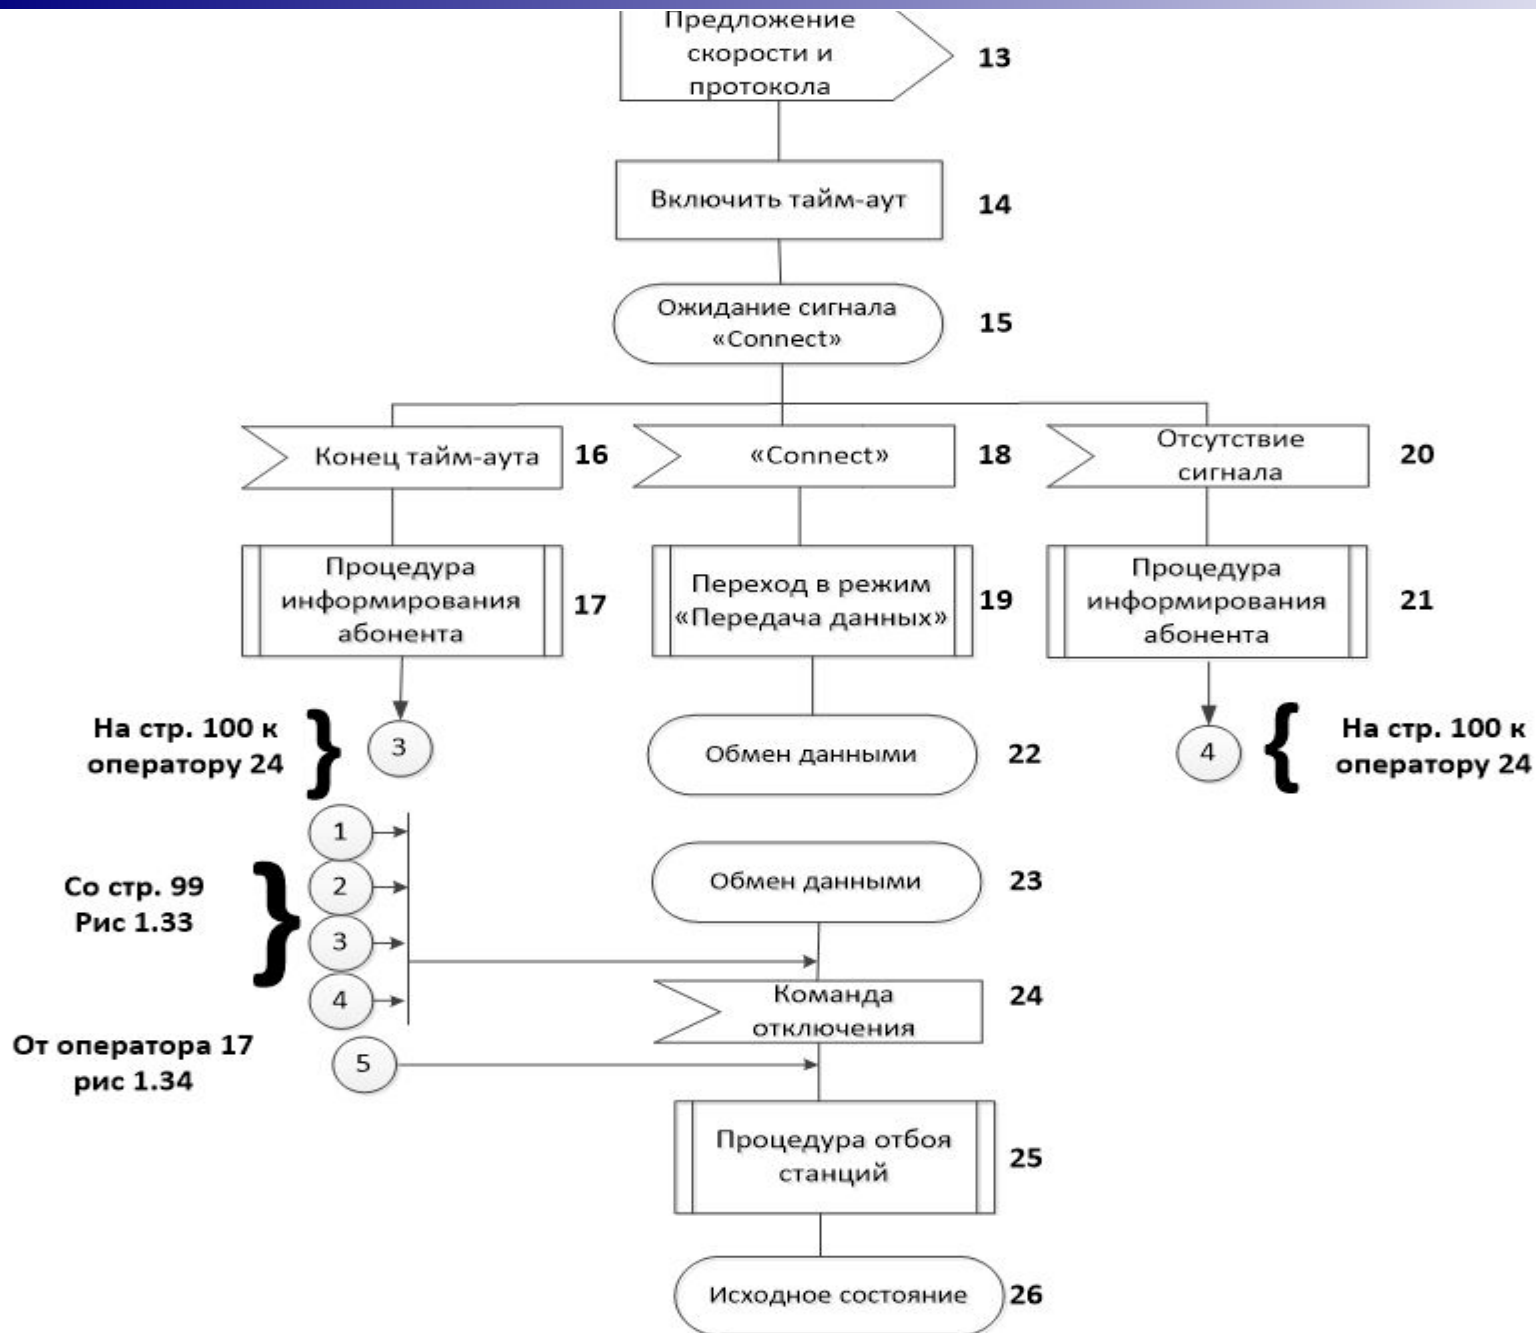 Предложение
скорости и
протокола
13
Включить тайм-аут
14
Ожидание сигнала
«Connect»
15
Конец тайм-аута
16
«Connect»
18
Отсутствие
сигнала
20
Процедура
информирования
абонента
17
Переход в режим
«Передача данных»
19
Процедура
информирования
абонента
21
На стр. 100 к
оператору 24
3
Обмен данными
22
4
На стр. 100 к
оператору 24
1
2
3
4
Со стр. 99
Рис 1.33
Обмен данными
23
Команда
отключения
24
От оператора 17
рис 1.34
5
Процедура отбоя
станций
25
Исходное состояние
26